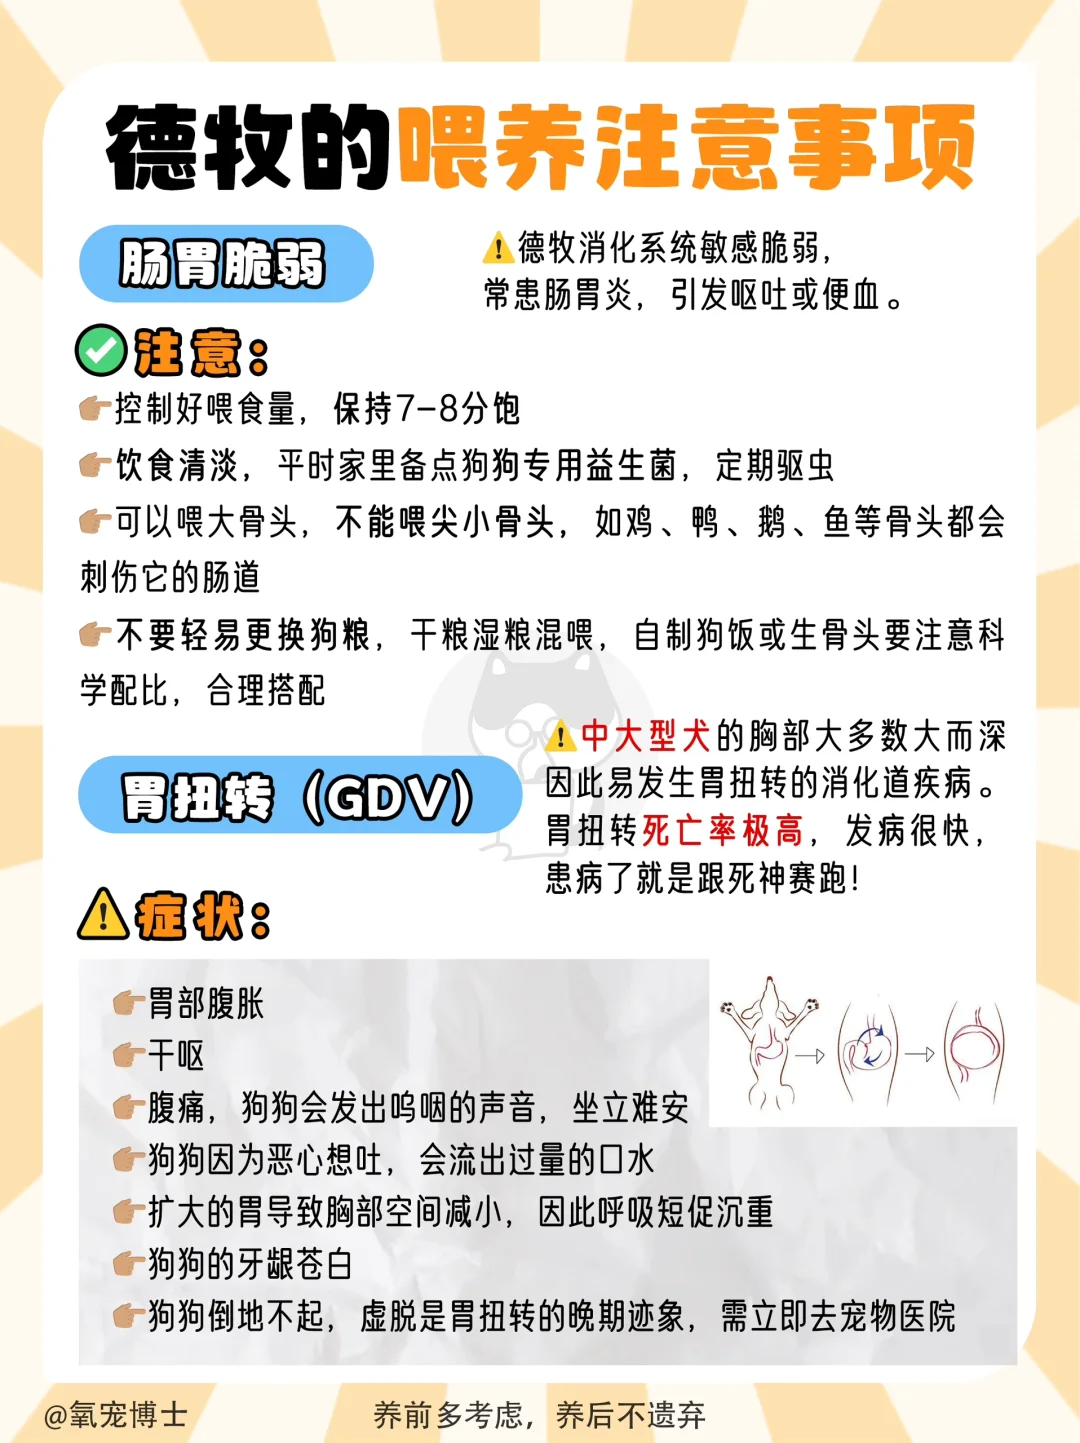 德牧的喂养注意事项
肠胃脆弱
⚠️德牧消化系统敏感脆弱，
常患肠胃炎，引发呕吐或便血。
✅注意：
👉控制好喂食量，保持7-8分饱
👉饮食清淡，平时家里备点狗狗专用益生菌，定期驱虫
👉可以喂大骨头，不能喂尖小骨头，如鸡、鸭、鹅、鱼等骨头都会
刺伤它的肠道
👉不要轻易更换狗粮，干粮湿粮混喂，自制狗饭或生骨头要注意科
学配比，合理搭配
胃扭转（GDV）
⚠️中大型犬的胸部大多数大而深
因此易发生胃扭转的消化道疾病。
胃扭转死亡率极高，发病很快，
患病了就是跟死神赛跑！
⚠️症状：
👉胃部腹胀
👉干呕
👉腹痛，狗狗会发出呜咽的声音，坐立难安
👉狗狗因为恶心想吐，会流出过量的口水
👉扩大的胃导致胸部空间减小，因此呼吸短促沉重
👉狗狗的牙龈苍白
👉狗狗倒地不起，虚脱是胃扭转的晚期迹象，需立即去宠物医院
@氧宠博士
养前多考虑，养后不遗弃